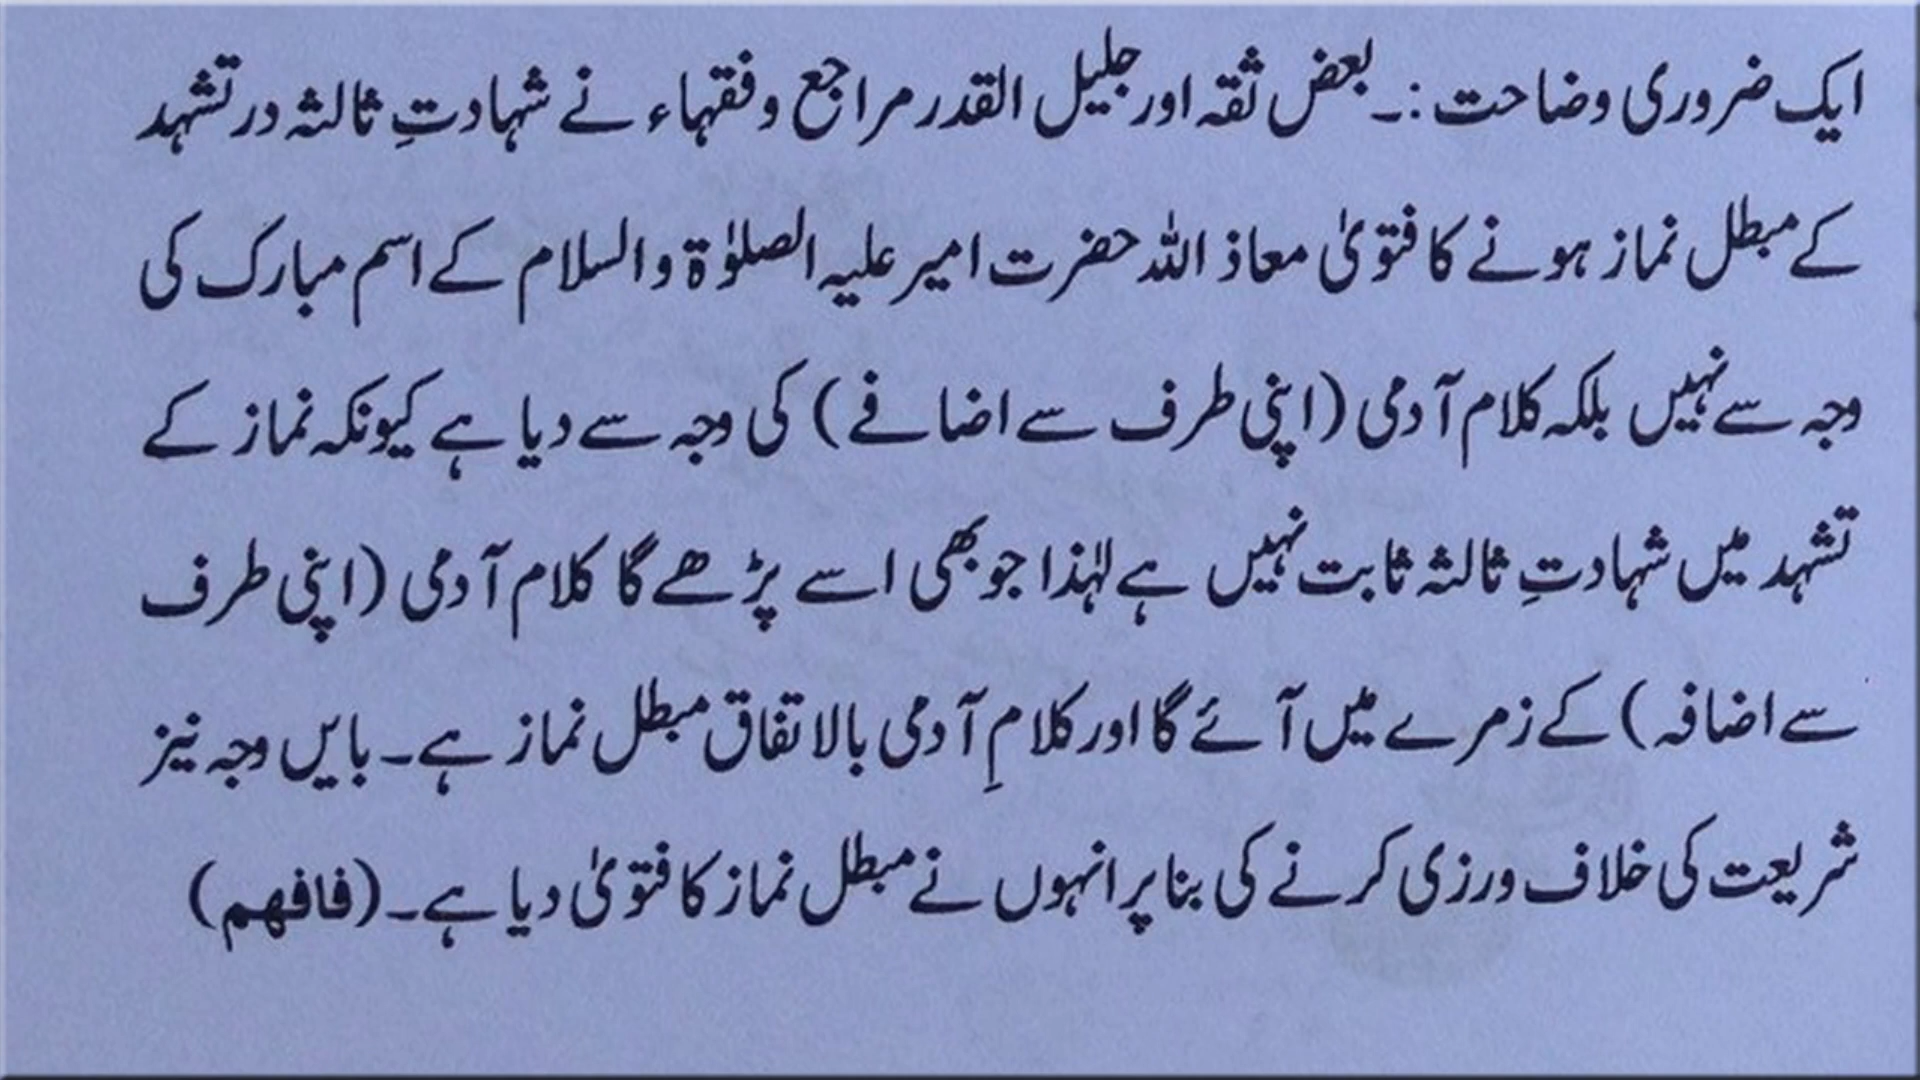 ایک ضروری وضاحت :۔ بعض ثقہ اور جلیل القدر مراجع و فقہاء نے شہادتِ ثالثہ در تشہد
کے مبطل نماز ہونے کا فتویٰ معاذ اللہ حضرت امیر علیہ الصلوٰۃ والسلام کے اسم مبارک کی
وجہ سے نہیں بلکہ کلام آدمی (اپنی طرف سے اضافے) کی وجہ سے دیا ہے کیونکہ نماز کے
تشہد میں شہادتِ ثالثہ ثابت نہیں ہے لہٰذا جو بھی اسے پڑھے گا کلام آدمی (اپنی طرف
سے اضافہ) کے زمرے میں آئے گا اور کلامِ آدمی بالاتفاق مبطل نماز ہے۔ بایں وجہ نیز
شریعت کی خلاف ورزی کرنے کی بنا پر انہوں نے مبطل نماز کا فتویٰ دیا ہے۔ (فافھم)